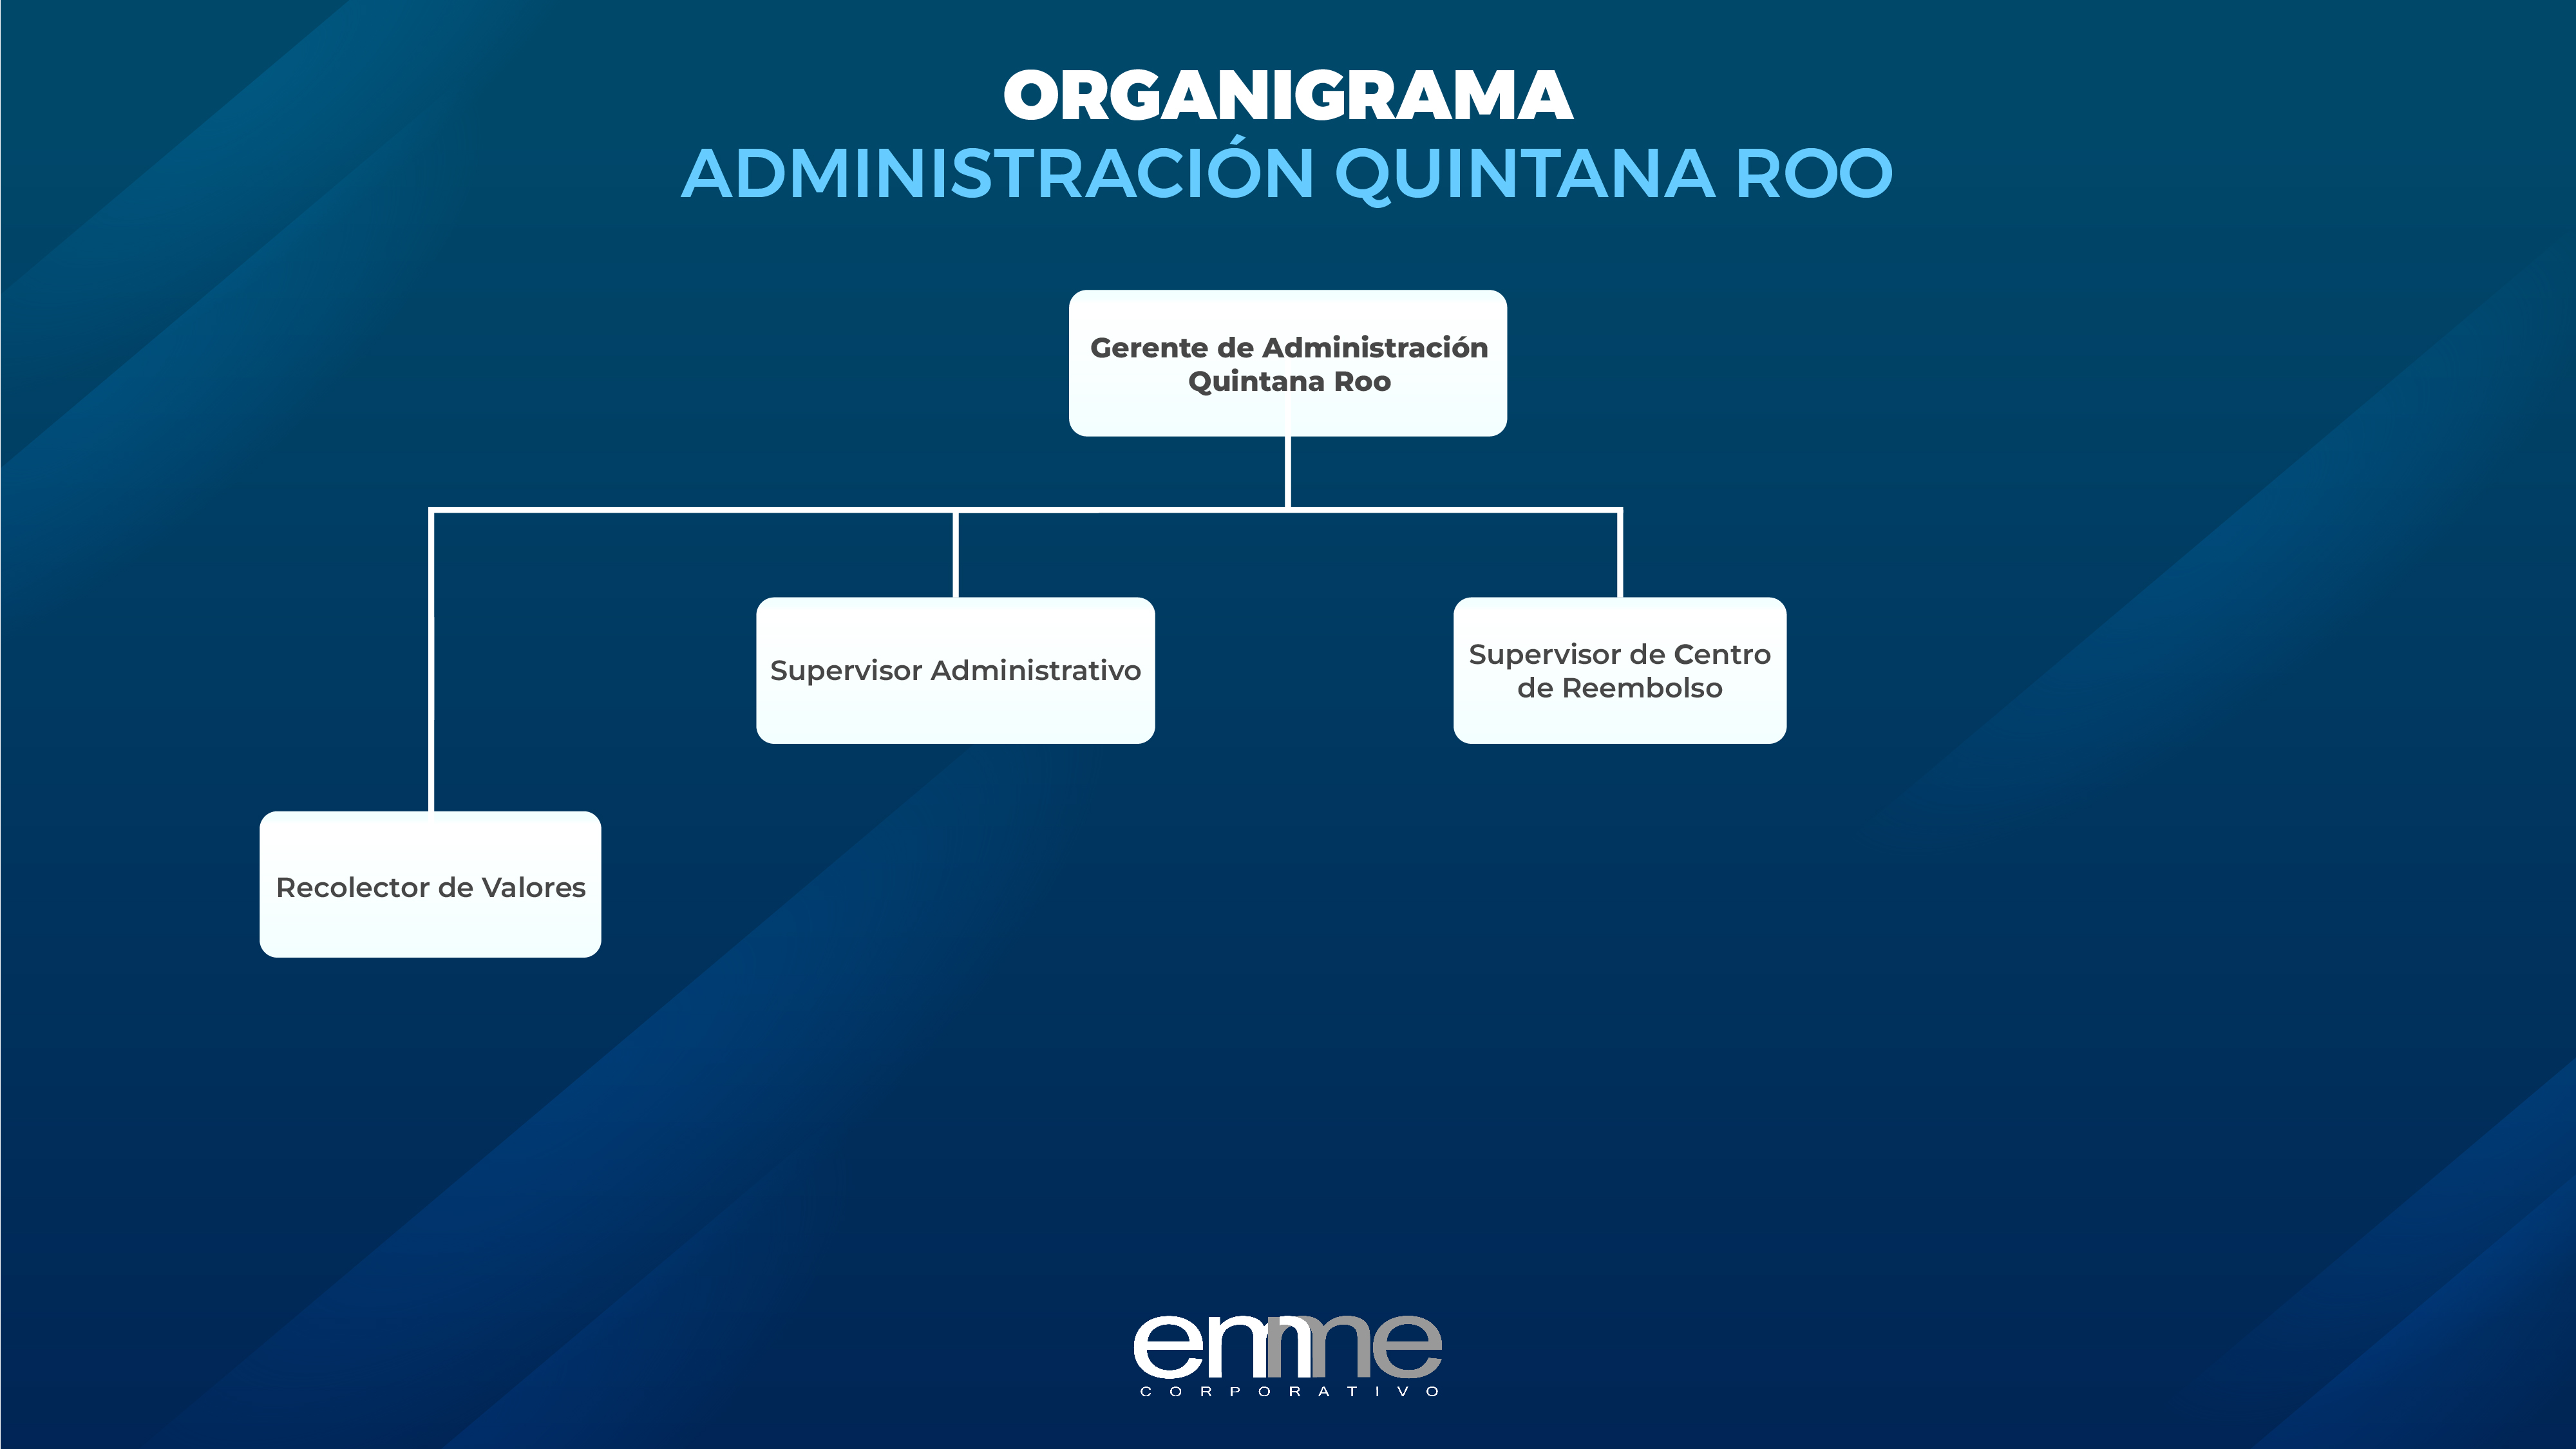 ORGANIGRAMA
ADMINISTRACIÓN QUINTANA ROO
Gerente de Administración
Quintana Roo
Supervisor Administrativo
Supervisor de Centro
de Reembolso
Recolector de Valores
emme
CORPORATIVO